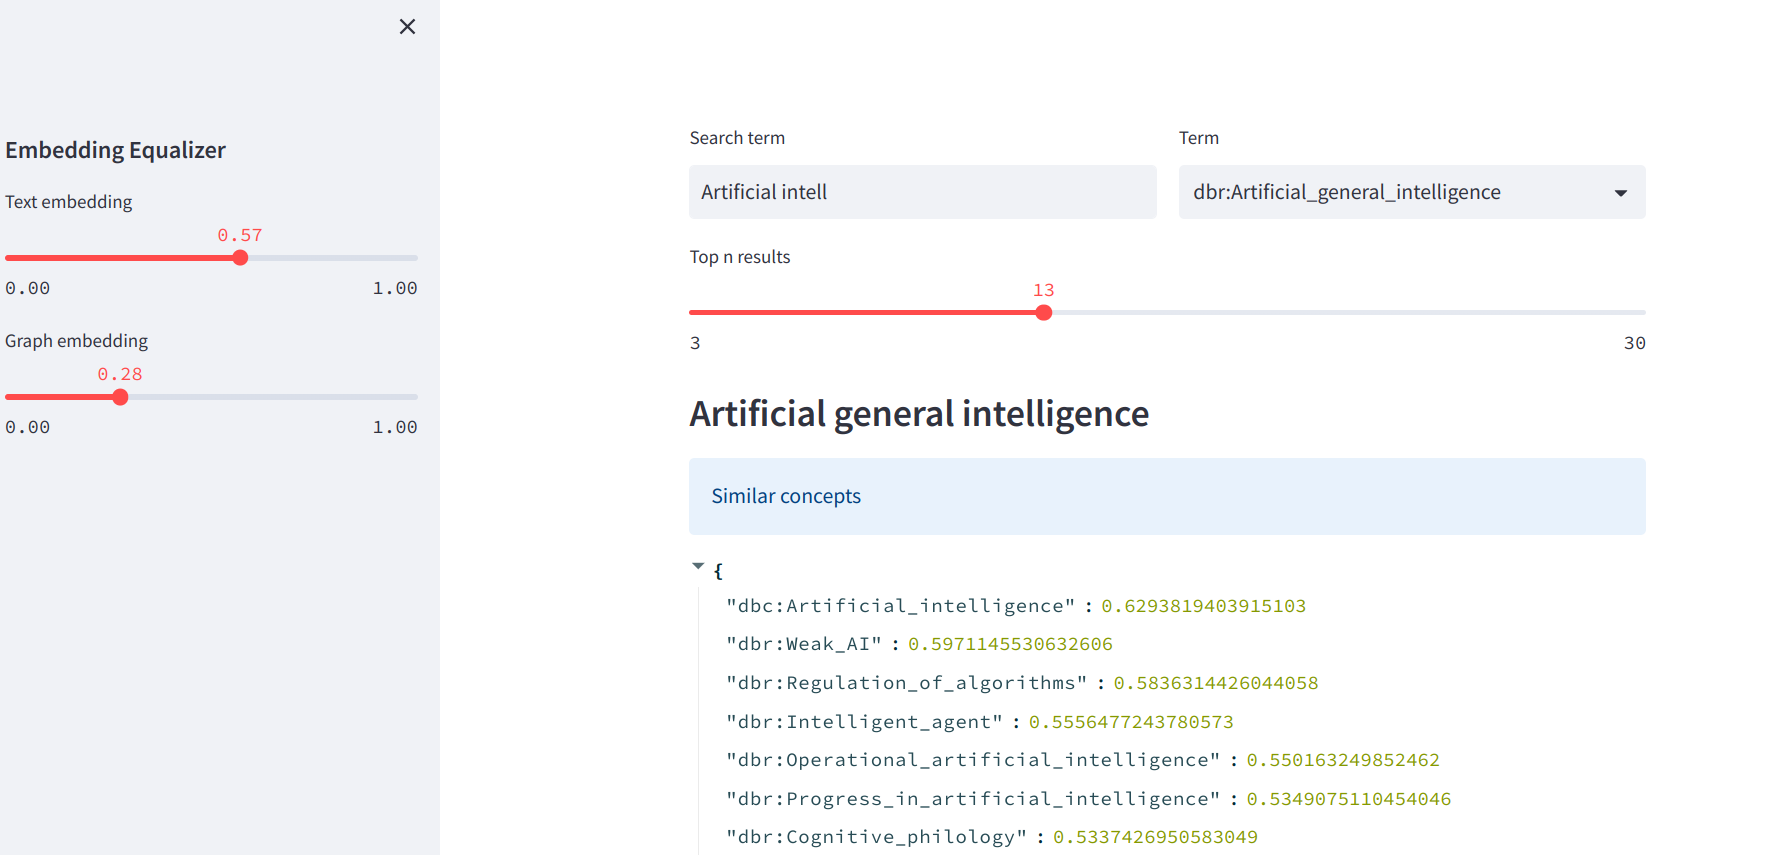 Embedding Equalizer
Text embedding
0.57
0.00 1.00
Graph embedding
0.28
0.00 1.00
Search term
Artificial intell
Term
dbr:Artificial_general_intelligence
Top n results
13
3 30
Artificial general intelligence
Similar concepts
{
"dbc:Artificial_intelligence" : 0.6293819403915103
"dbr:Weak_AI" : 0.5971145530632606
"dbr:Regulation_of_algorithms" : 0.5836314426044058
"dbr:Intelligent_agent" : 0.5556477243780573
"dbr:Operational_artificial_intelligence" : 0.550163249852462
"dbr:Progress_in_artificial_intelligence" : 0.5349075110454046
"dbr:Cognitive_philology" : 0.5337426950583049